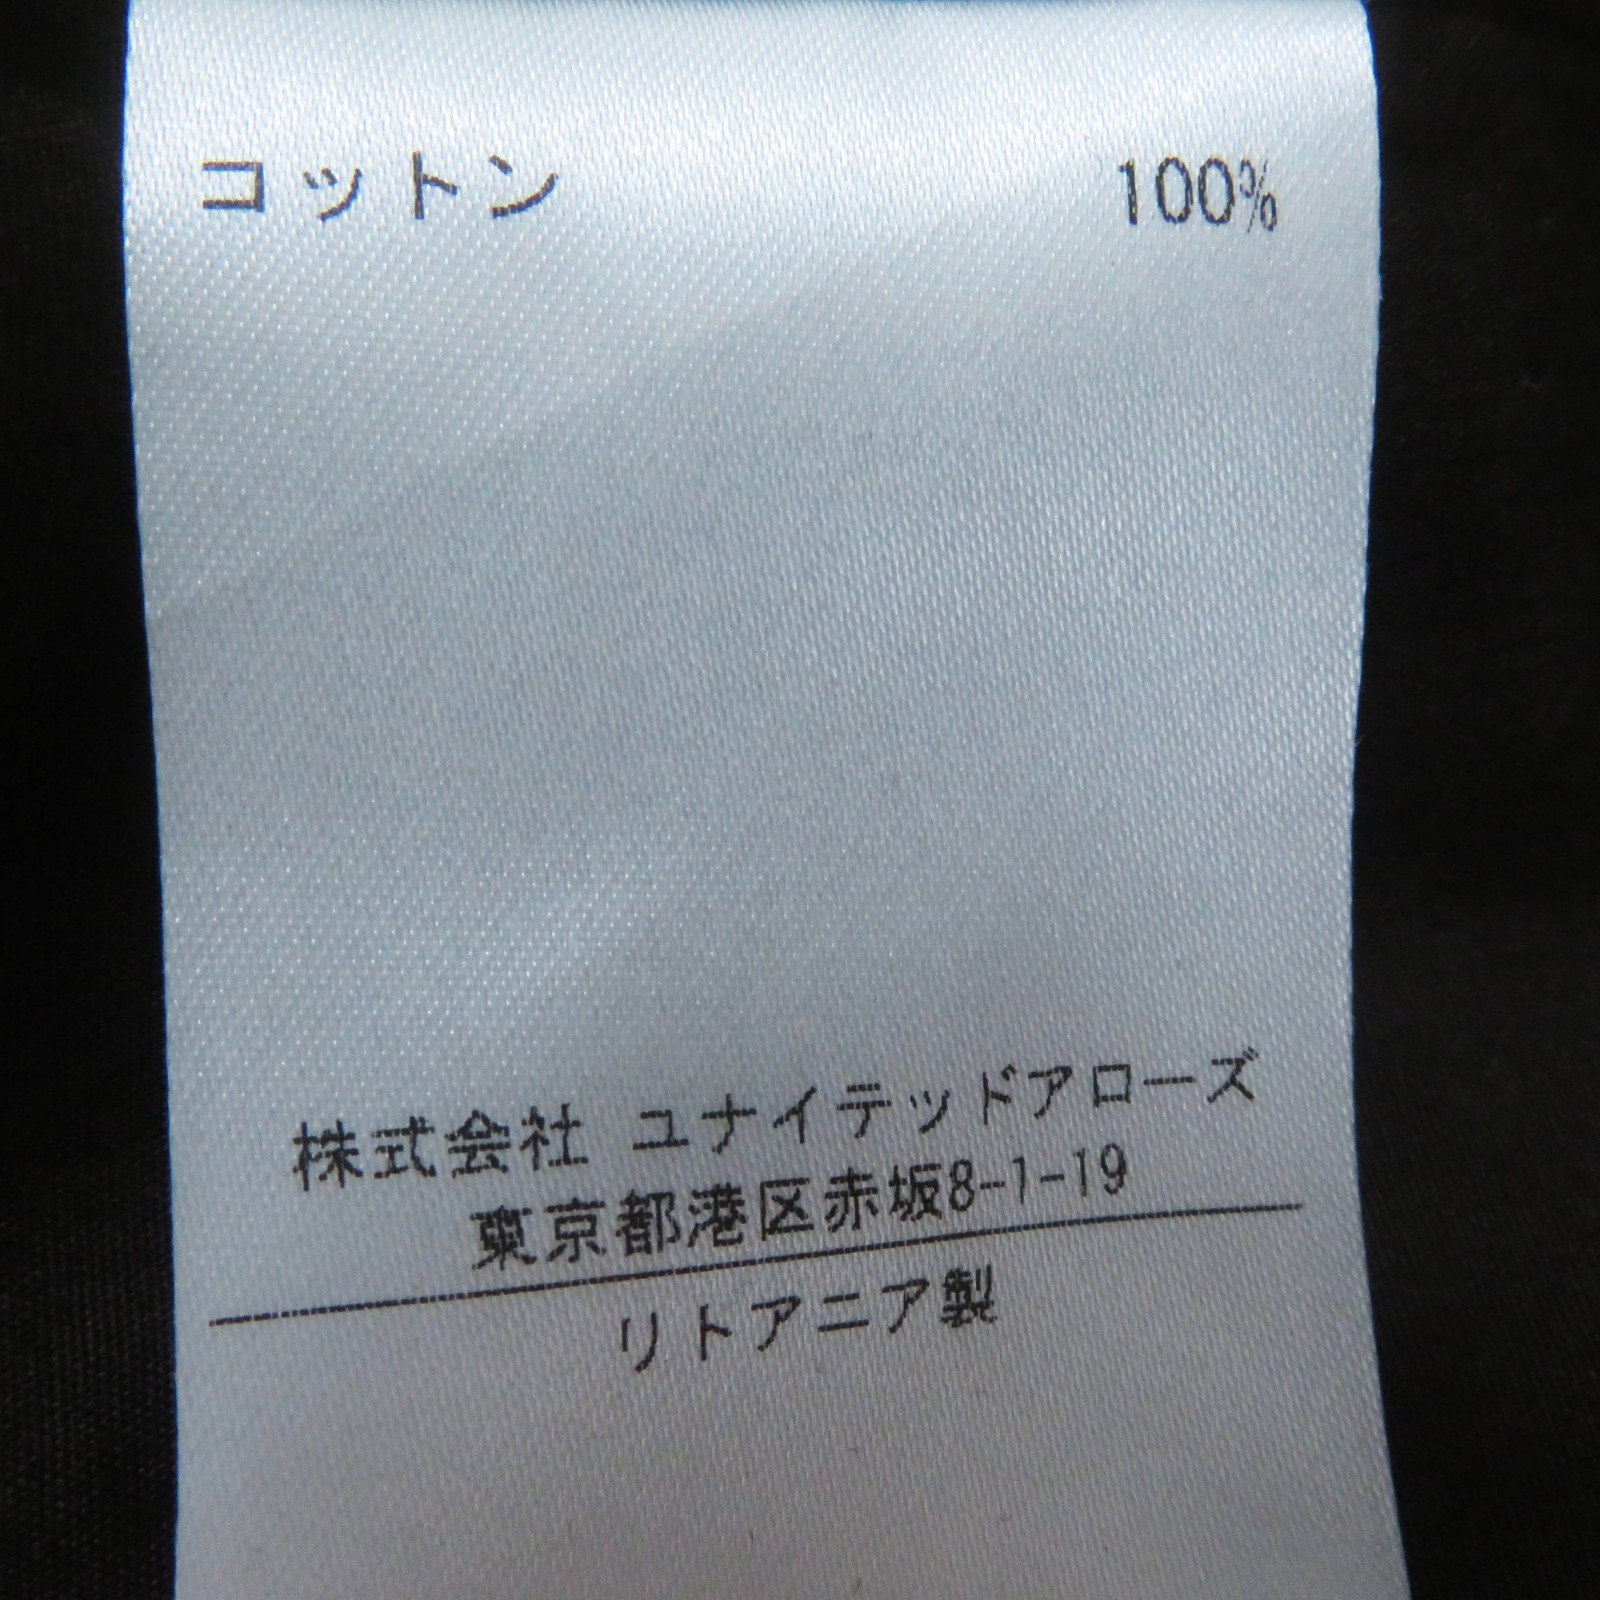 コットン 100%
株式会社 ユナイテッドアローズ
東京都港区赤坂8-1-19
リトアニア製